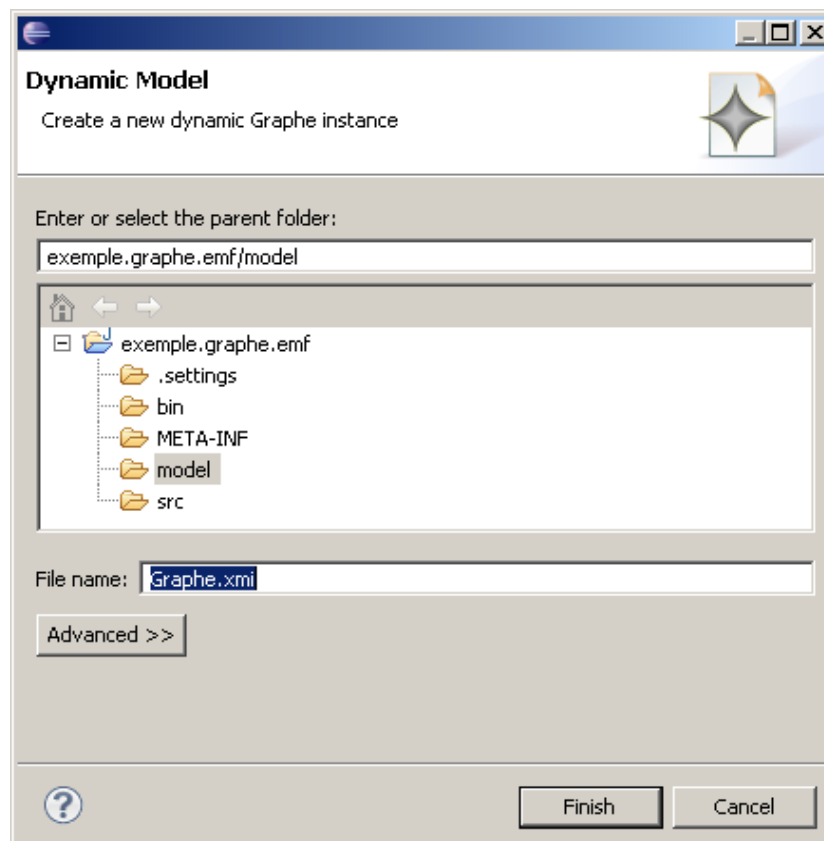 Dynamic Model
Create a new dynamic Graphe instance
Enter or select the parent folder:
exemple.graphe.emf/model
exemple.graphe.emf
.settings
bin
META-INF
model
src
File name: Graphe.xmi
Advanced >>
Finish Cancel